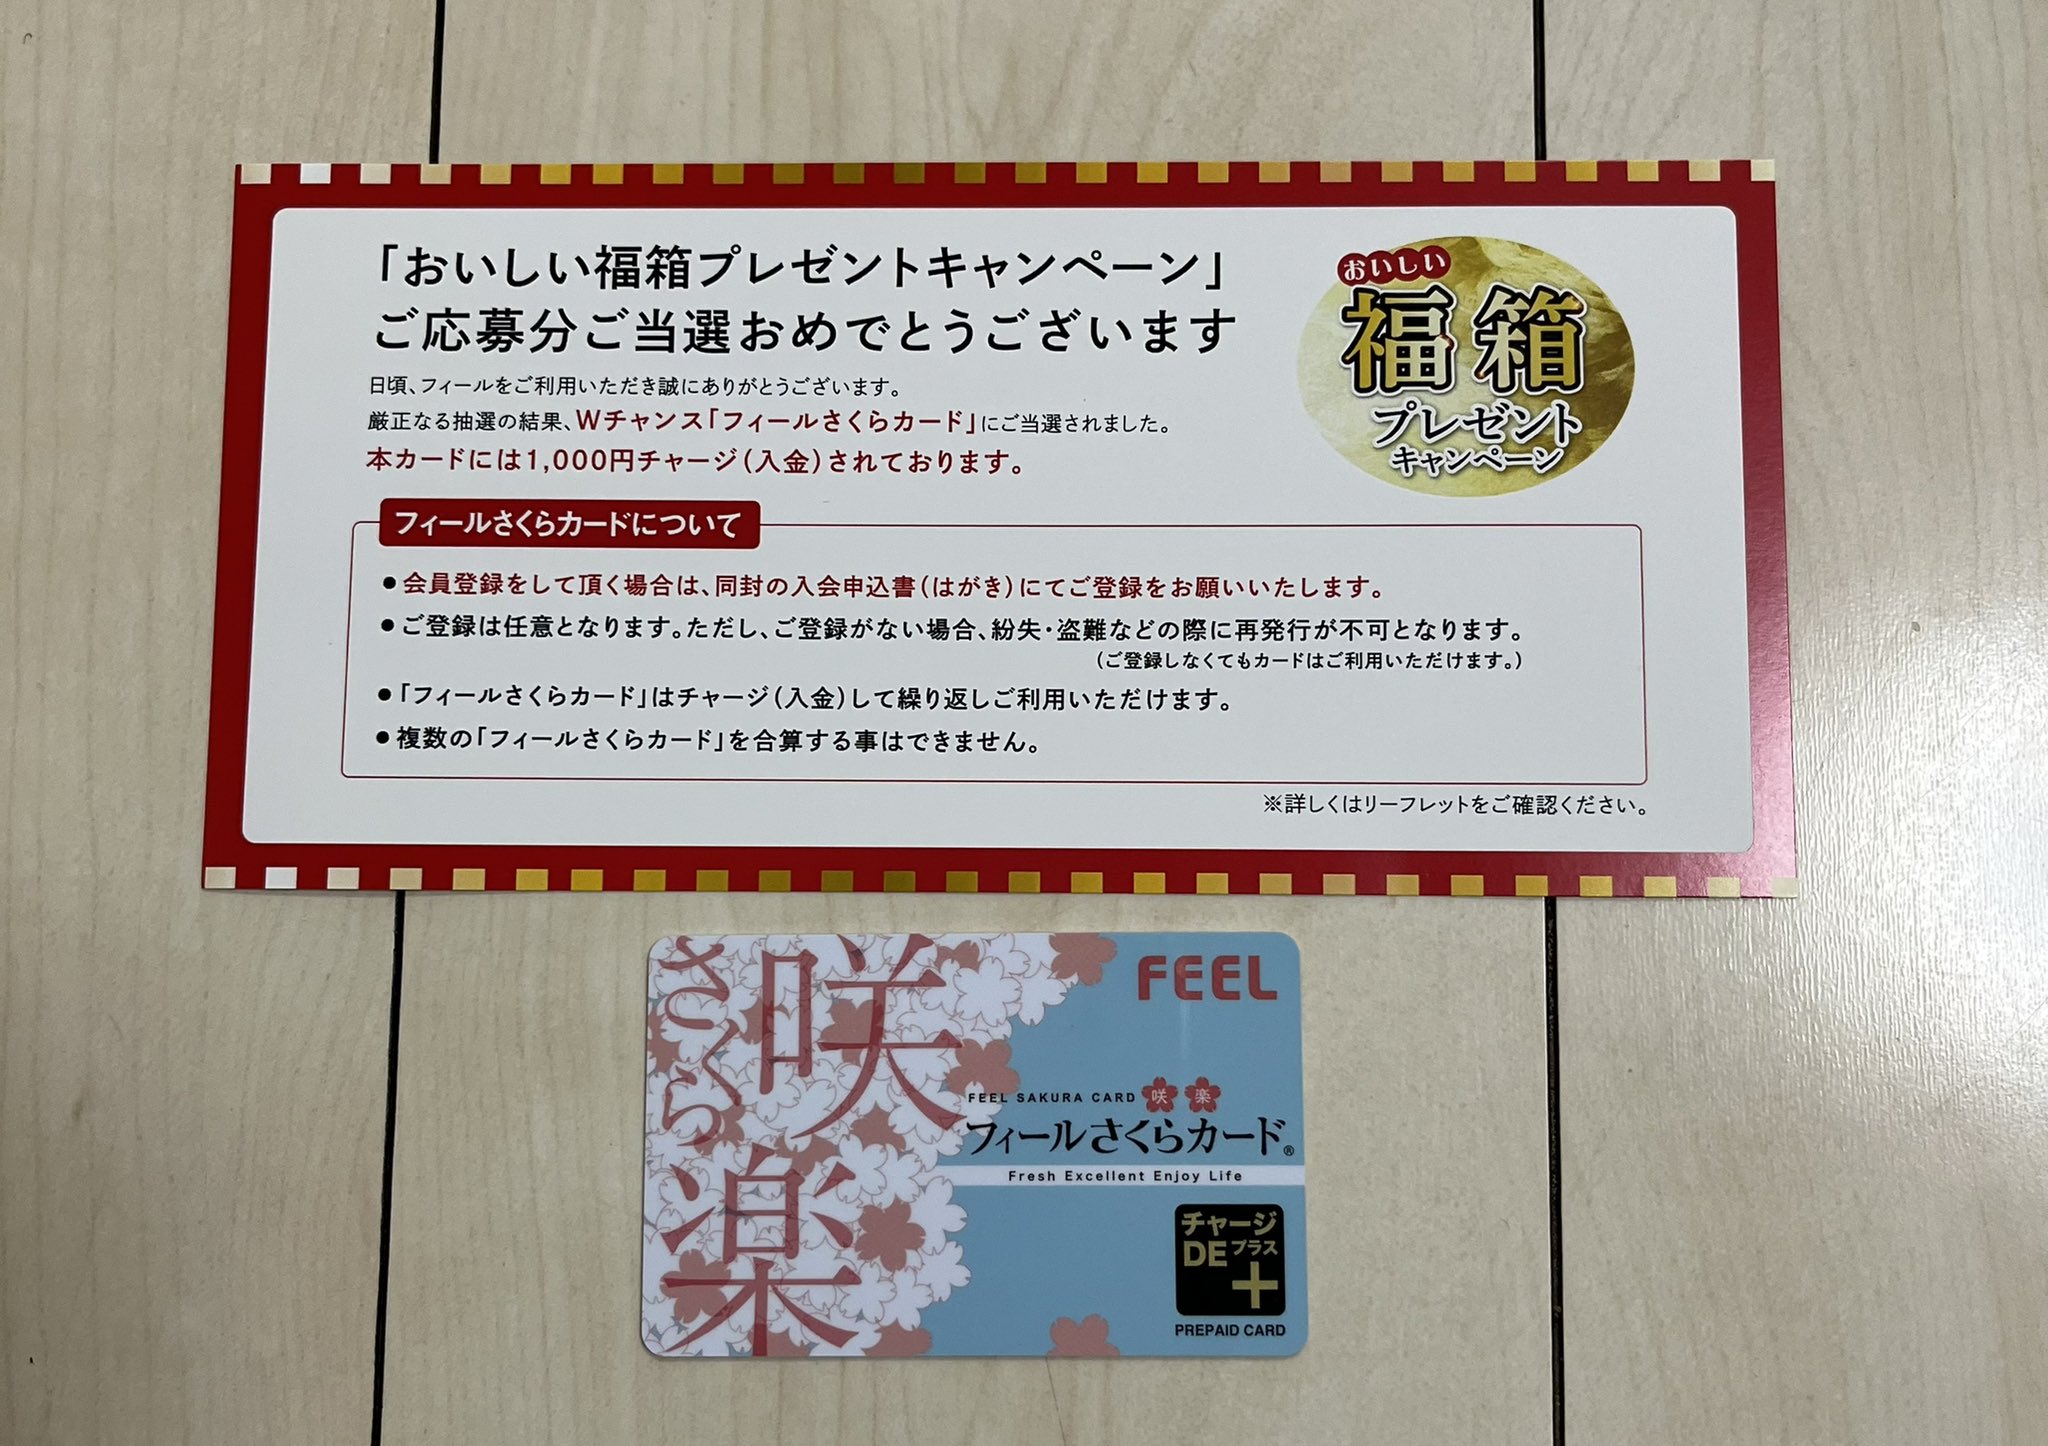 「おいしい福箱プレゼントキャンペーン」
ご応募分ご当選おめでとうございます
日頃、フィールをご利用いただき誠にありがとうございます。
厳正なる抽選の結果、Wチャンス「フィールさくらカード」にご当選されました。
本カードには1,000円チャージ(入金)されております。
おいしい
福箱
プレゼント
キャンペーン
フィールさくらカードについて
●会員登録をして頂く場合は、同封の入会申込書(はがき)にてご登録をお願いいたします。
●ご登録は任意となります。ただし、ご登録がない場合、紛失・盗難などの際に再発行が不可となります。
(ご登録しなくてもカードはご利用いただけます。)
●「フィールさくらカード」はチャージ(入金)して繰り返しご利用いただけます。
●複数の「フィールさくらカード」を合算する事はできません。
※詳しくはリーフレットをご確認ください。
さくら
咲楽
FEEL
FEEL SAKURA CARD 咲 楽
フィールさくらカード®
Fresh Excellent Enjoy Life
チャージ
DEプラス
+
PREPAID CARD